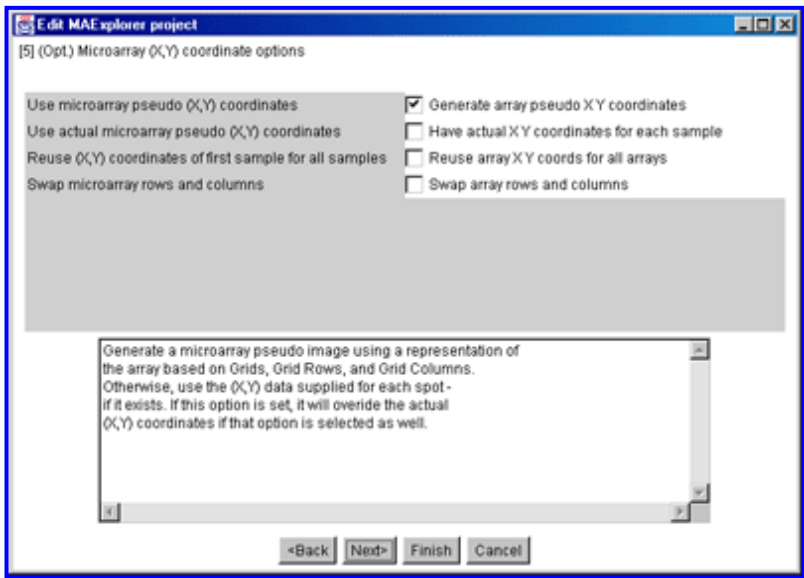 Edit MAExplorer project
[5] (Opt.) Microarray (X,Y) coordinate options
Use microarray pseudo (X,Y) coordinates Generate array pseudo X Y coordinates
Use actual microarray pseudo (X,Y) coordinates Have actual X Y coordinates for each sample
Reuse (X,Y) coordinates of first sample for all samples Reuse array X Y coords for all arrays
Swap microarray rows and columns Swap array rows and columns
Generate a microarray pseudo image using a representation of
the array based on Grids, Grid Rows, and Grid Columns.
Otherwise, use the (X,Y) data supplied for each spot -
if it exists. If this option is set, it will overide the actual
(X,Y) coordinates if that option is selected as well.
<Back Next> Finish Cancel